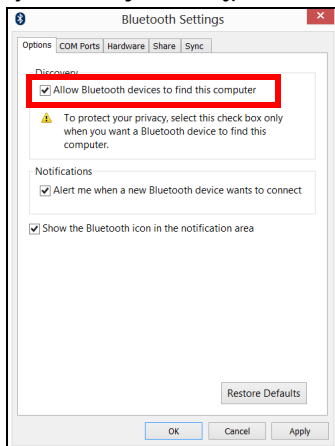 Bluetooth Settings
Options COM Ports Hardware Share Sync
Discovery
Allow Bluetooth devices to find this computer
To protect your privacy, select this check box only
when you want a Bluetooth device to find this
computer.
Notifications
Alert me when a new Bluetooth device wants to connect
Show the Bluetooth icon in the notification area
Restore Defaults
OK Cancel Apply